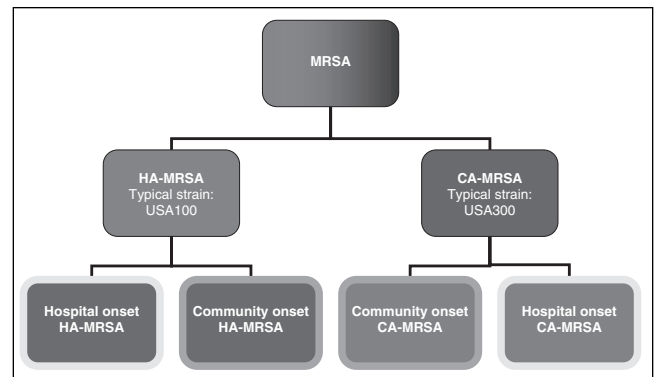 MRSA
HA-MRSA
Typical strain:
USA100
CA-MRSA
Typical strain:
USA300
Hospital onset
HA-MRSA
Community onset
HA-MRSA
Community onset
CA-MRSA
Hospital onset
CA-MRSA